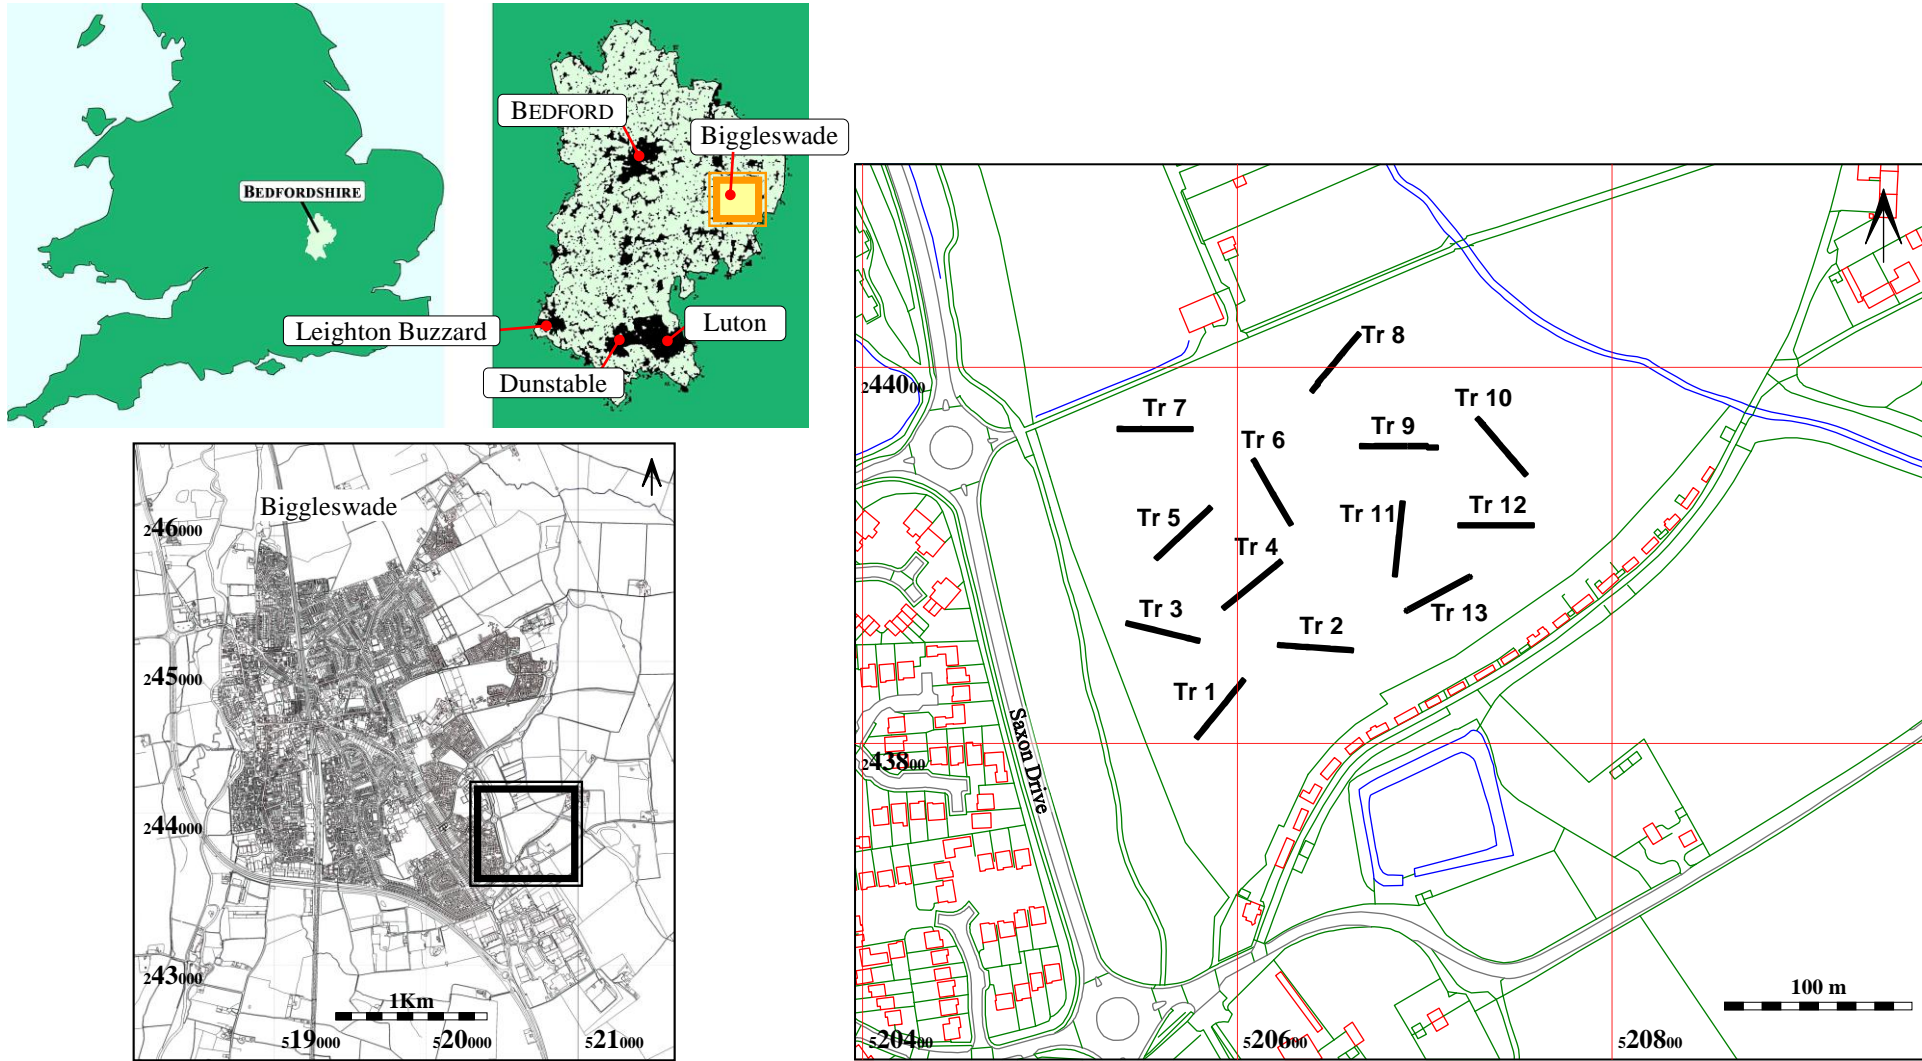 BEDFORDSHIRE
BEDFORD
Biggleswade
Leighton Buzzard
Luton
Dunstable
Biggleswade
246000
245000
244000
243000
1Km
519000
520000
521000
Tr 8
244000
Tr 7
Tr 10
Tr 9
Tr 6
Tr 5
Tr 11
Tr 12
Tr 4
Tr 3
Tr 13
Tr 2
Tr 1
Saxon Drive
243800
100 m
520400
520600
520800